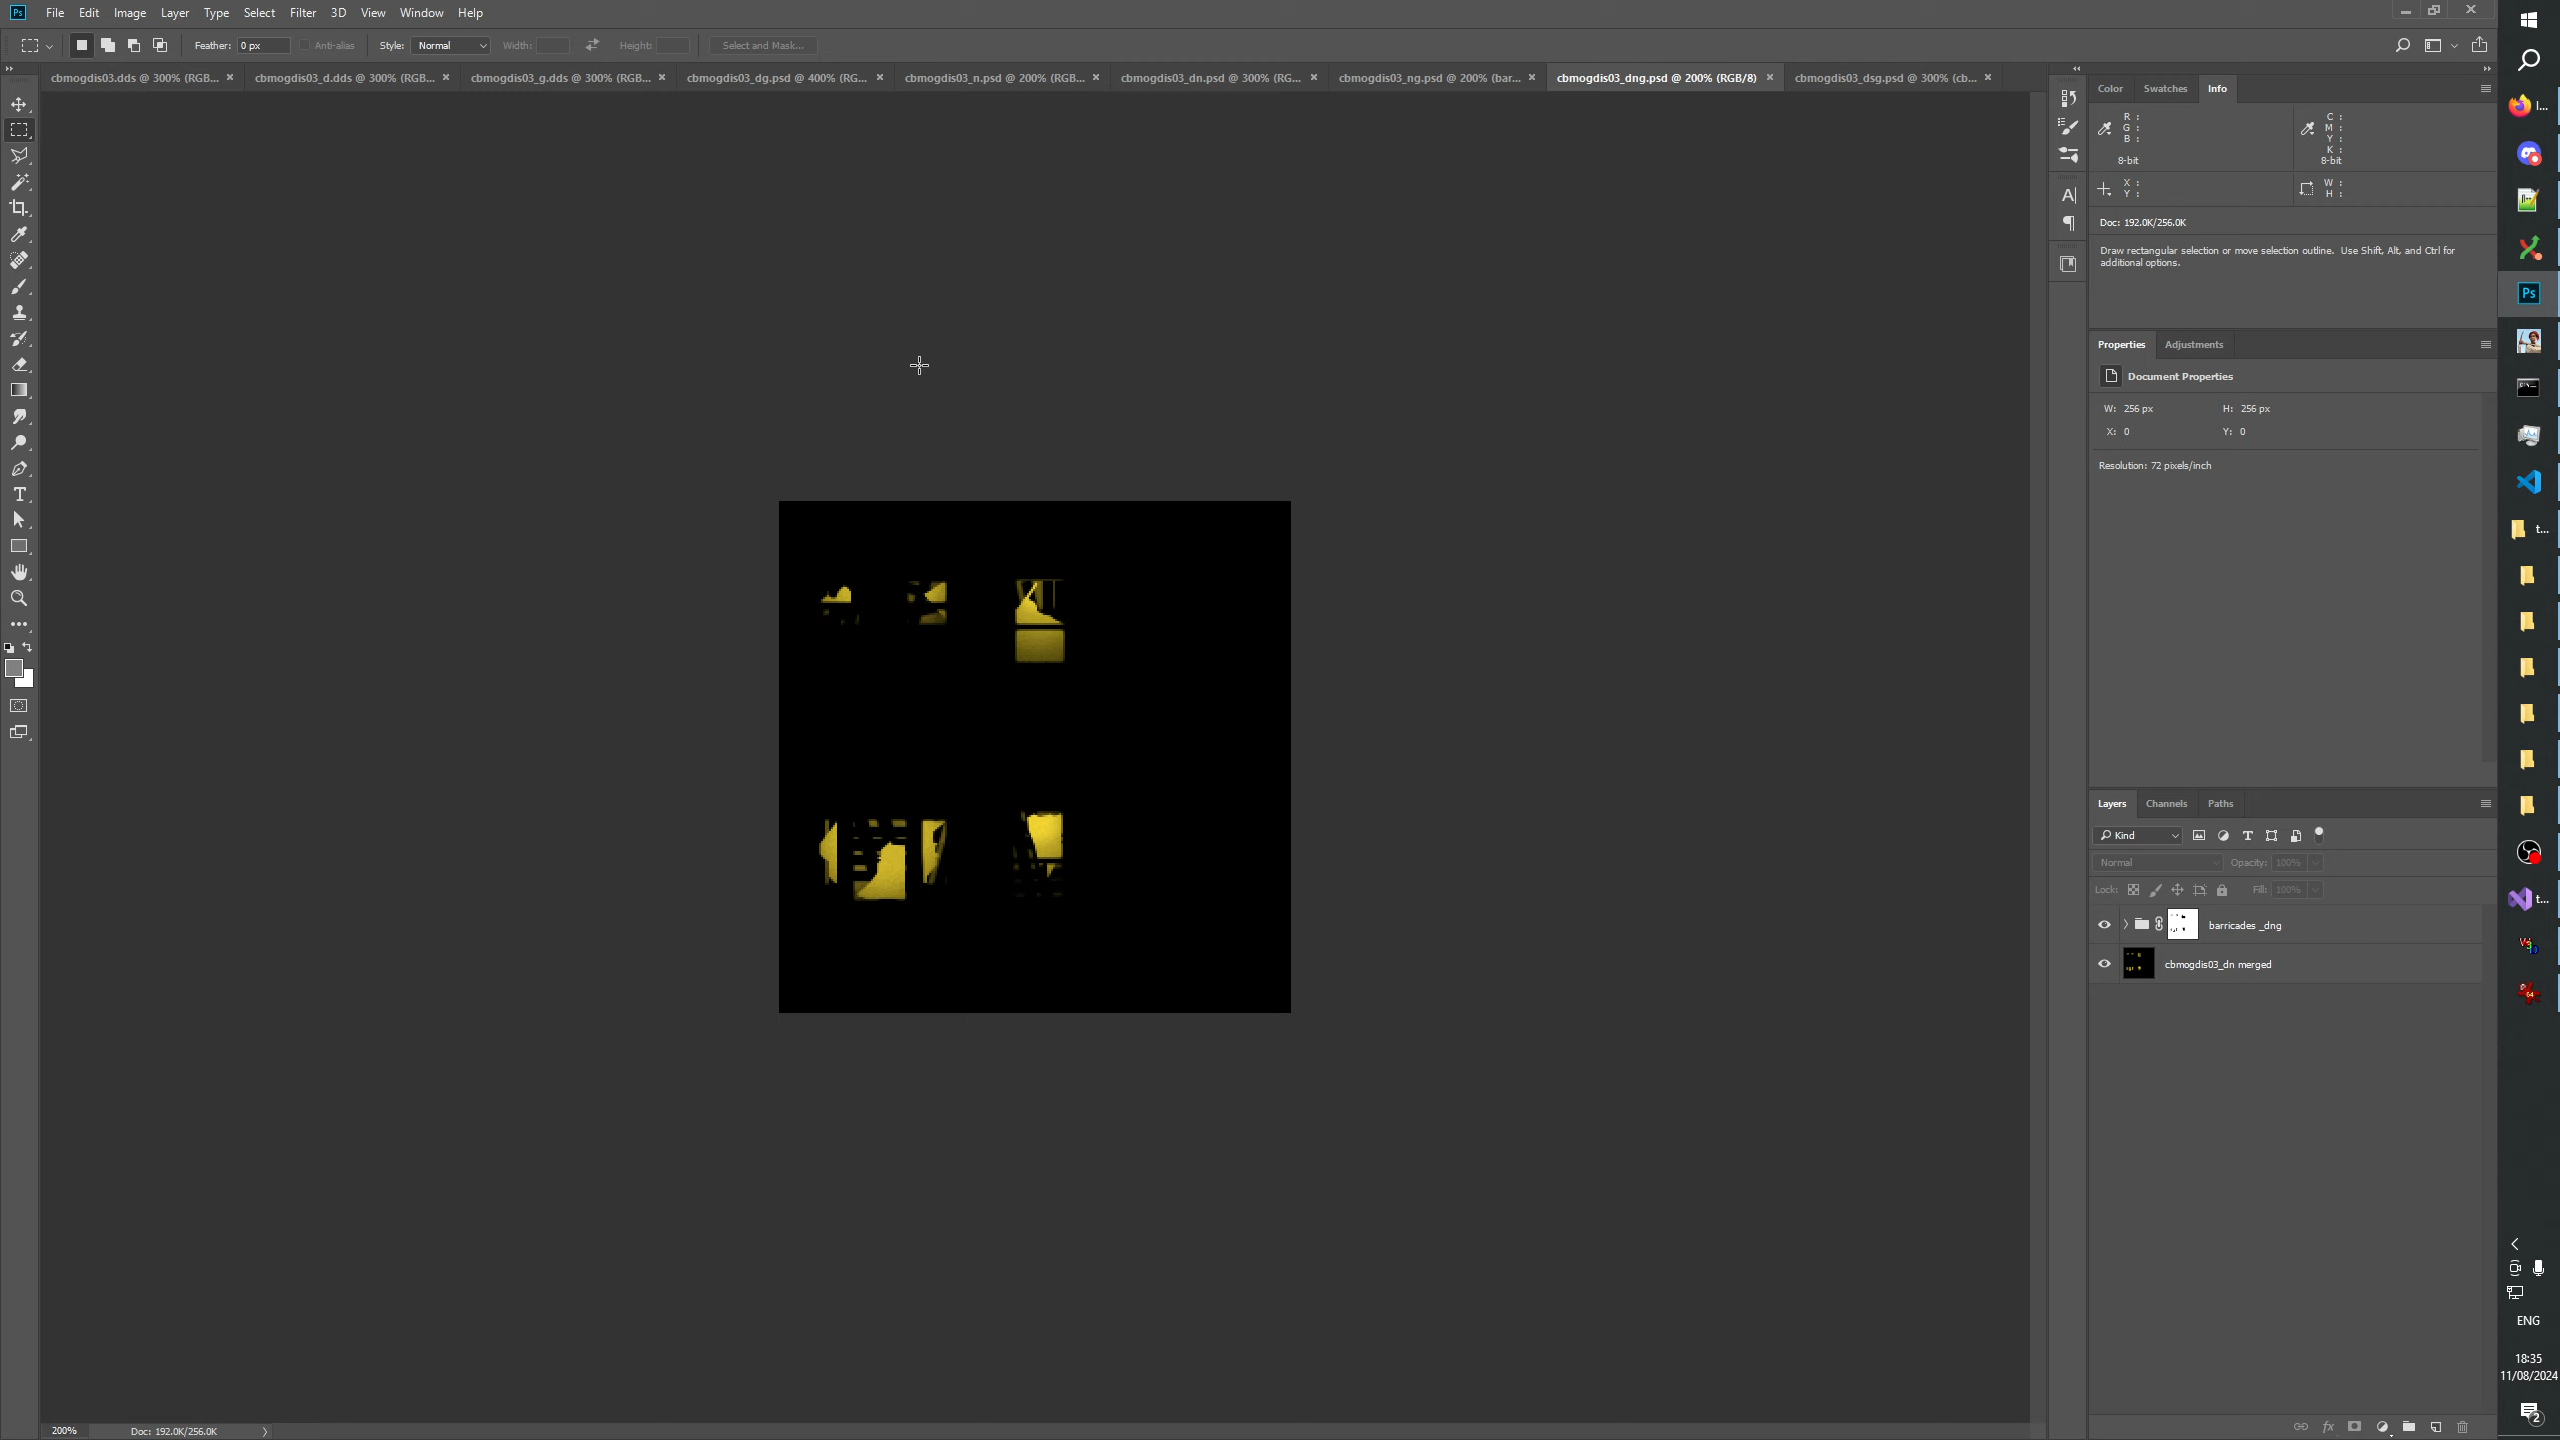 Ps File Edit Image Layer Type Select Filter 3D View Window Help
Feather: 0 px Anti-alias Style: Normal Width: Height: Select and Mask...
cbmogdis03.dds @ 300% (RGB... × cbmogdis03_d.dds @ 300% (RGB... × cbmogdis03_g.dds @ 300% (RGB... × cbmogdis03_dg.psd @ 400% (RG... × cbmogdis03_n.psd @ 200% (RGB... × cbmogdis03_dn.psd @ 300% (RG... × cbmogdis03_ng.psd @ 200% (bar... × cbmogdis03_dng.psd @ 200% (RGB/8) × cbmogdis03_dsg.psd @ 300% (cb... ×
Color Swatches Info
R : C :
G : M :
B : Y :
K :
8-bit 8-bit
X : W :
Y : H :
Doc: 192.0K/256.0K
Draw rectangular selection or move selection outline. Use Shift, Alt, and Ctrl for
additional options.
Properties Adjustments
Document Properties
W: 256 px H: 256 px
X: 0 Y: 0
Resolution: 72 pixels/inch
Layers Channels Paths
Kind
Normal Opacity: 100%
Lock: Fill: 100%
barricades _dng
cbmogdis03_dn merged
200% Doc: 192.0K/256.0K
I...
Ps
t...
t...
64
ENG
18:35
11/08/2024
2